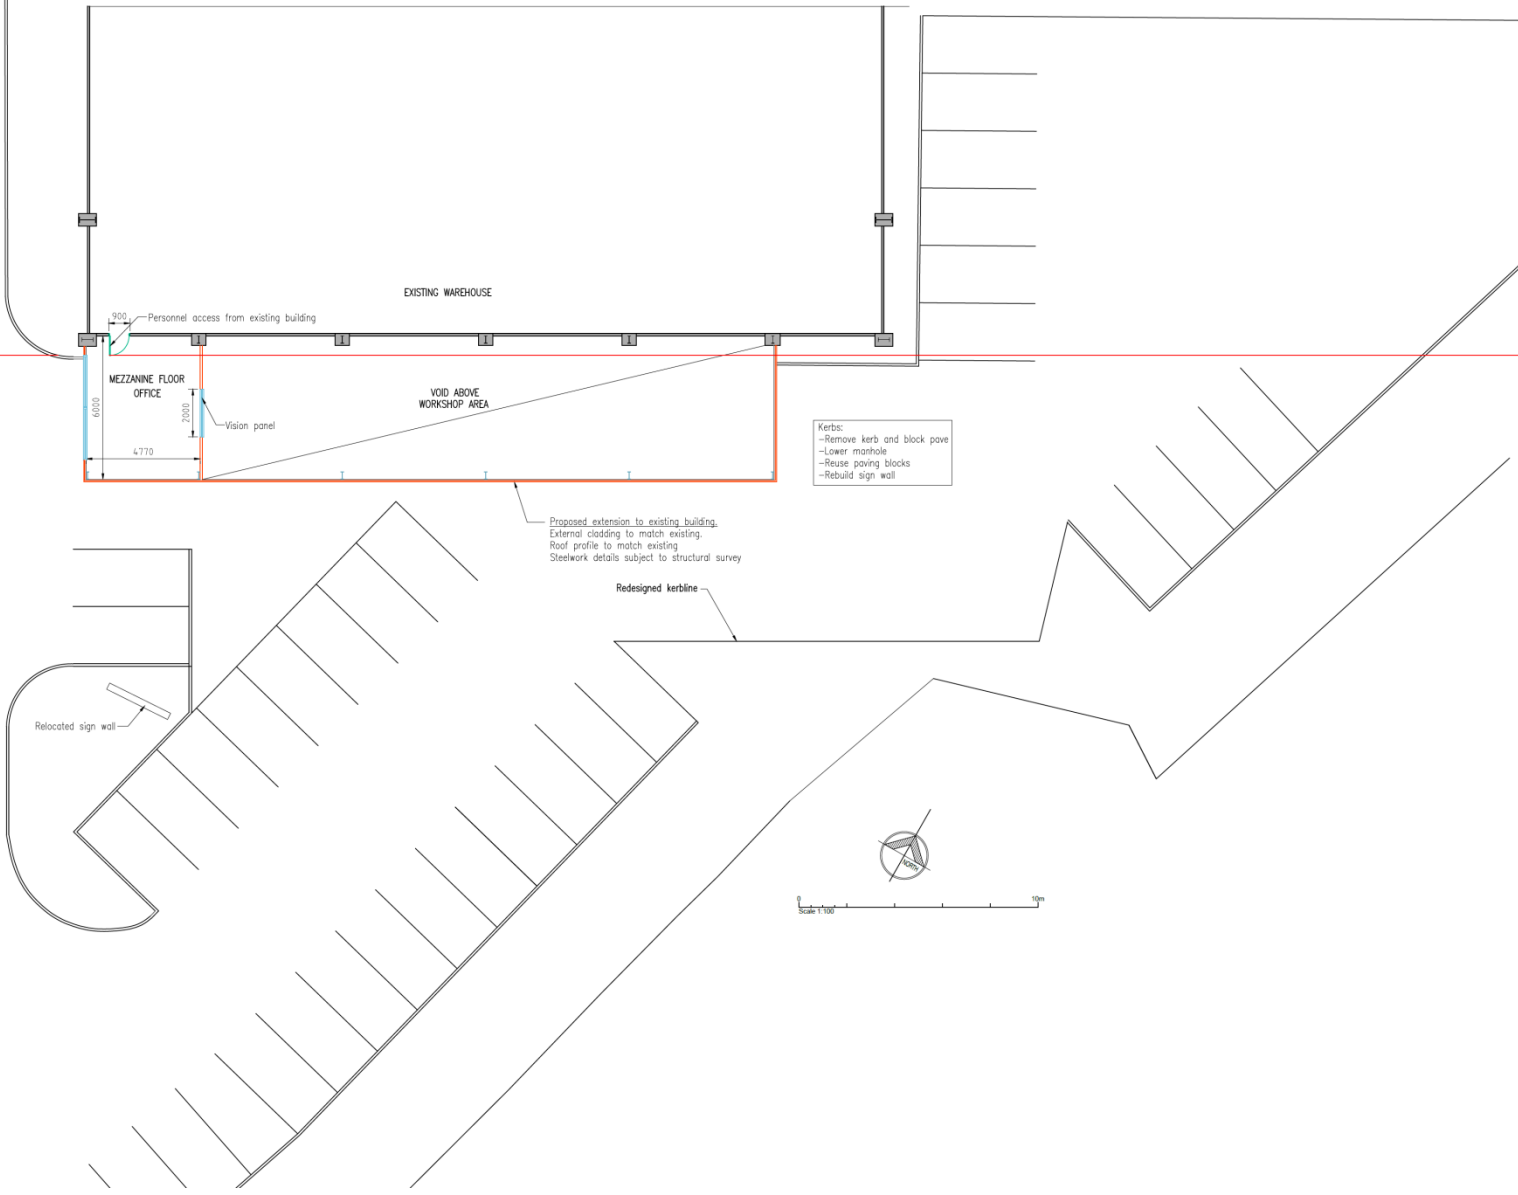 EXISTING WAREHOUSE
900
Personnel access from existing building
MEZZANINE FLOOR
OFFICE
6000
2000
Vision panel
4770
VOID ABOVE
WORKSHOP AREA
Kerbs:
-Remove kerb and block pave
-Lower manhole
-Reuse paving blocks
-Rebuild sign wall
Proposed extension to existing building.
External cladding to match existing.
Roof profile to match existing
Steelwork details subject to structural survey
Redesigned kerbline
Relocated sign wall
NORTH
0
10m
Scale 1:100